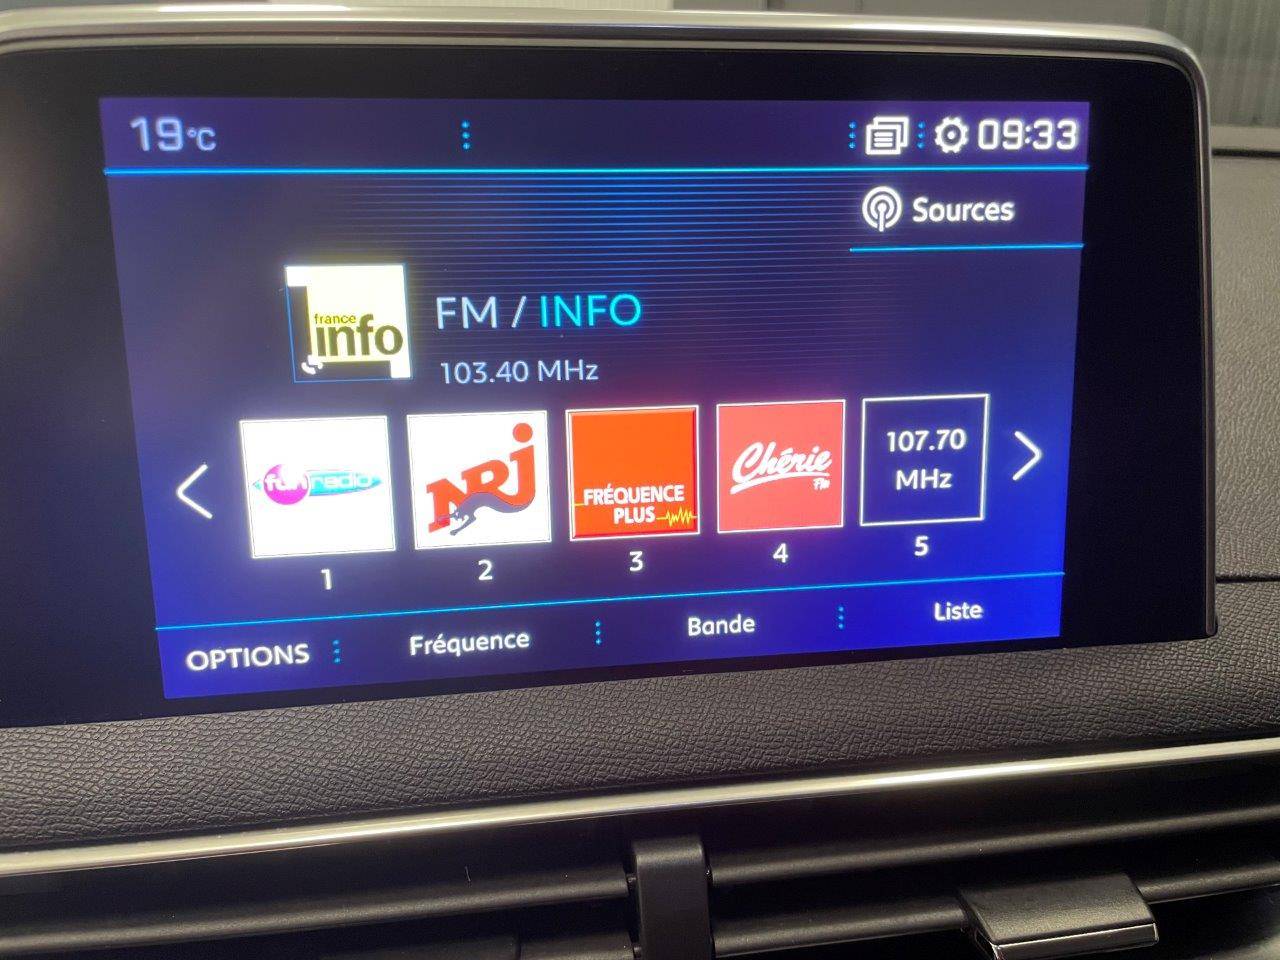 19°C
09:33
Sources
france
info
FM / INFO
103.40 MHz
fun radio
NRJ
FRÉQUENCE
PLUS
Chérie
FM
107.70
MHz
1
2
3
4
5
OPTIONS
Fréquence
Bande
Liste